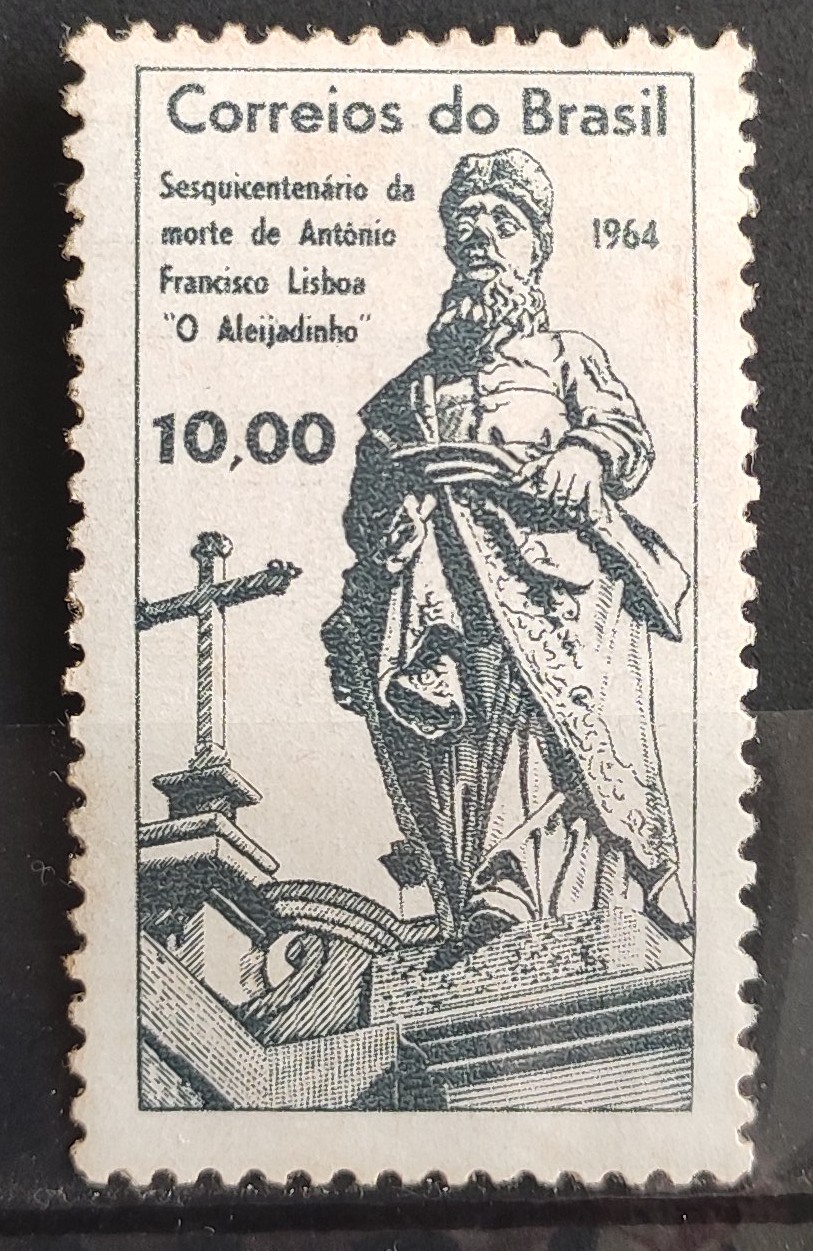 Correios do Brasil
Sesquicentenário da
morte de Antônio
Francisco Lisboa
"O Aleijadinho"
1964
10,00